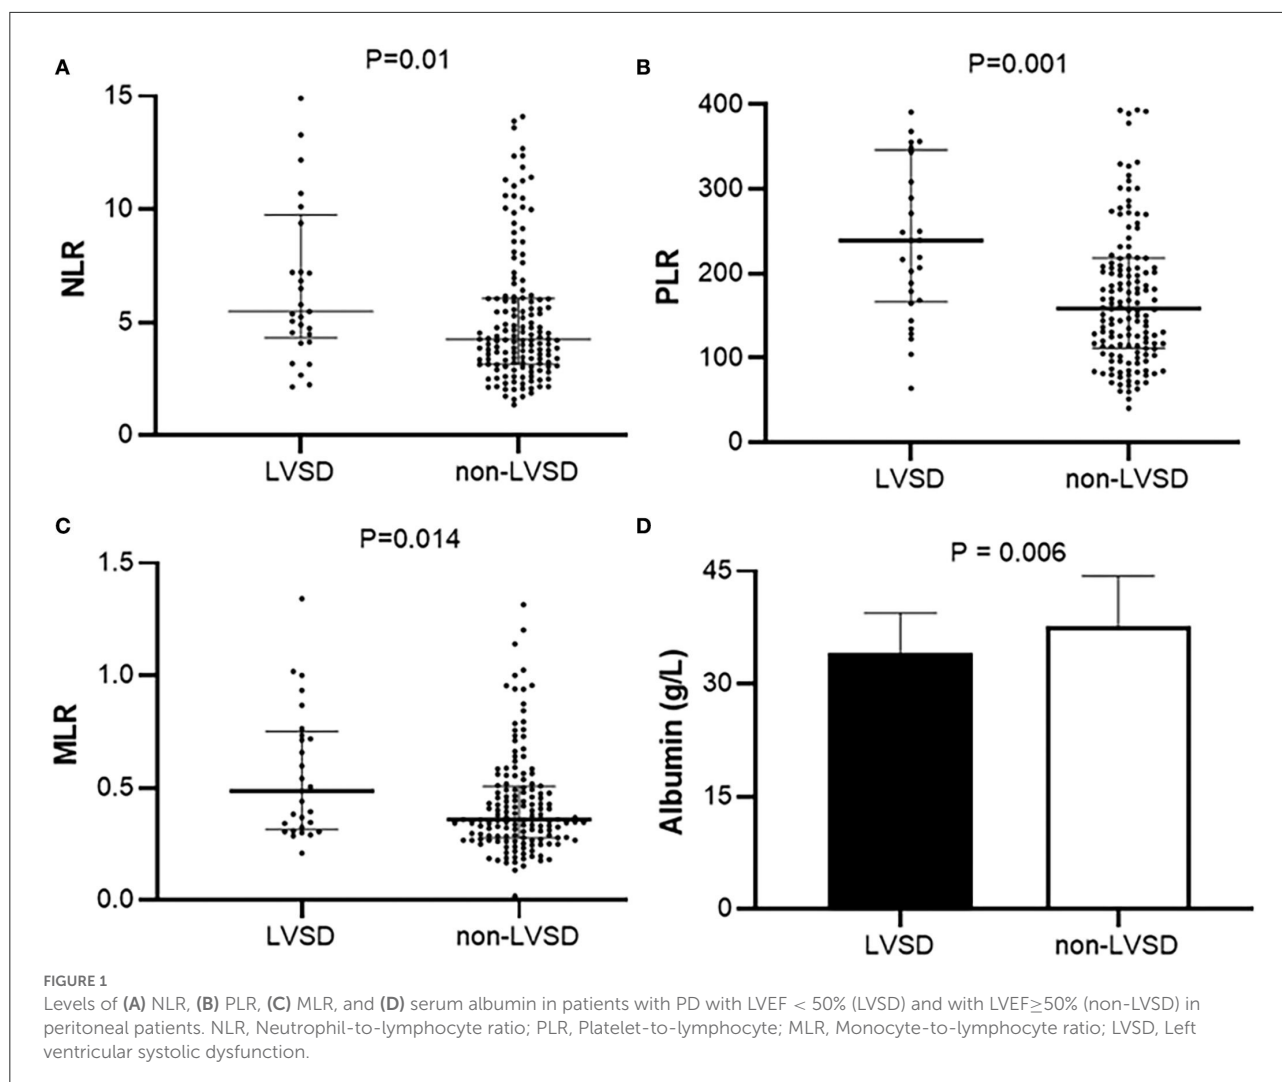 A
P=0.01
15
10
5
0
NLR
LVSD
non-LVSD
B
P=0.001
400
300
200
100
0
PLR
LVSD
non-LVSD
C
P=0.014
1.5
1.0
0.5
0.0
MLR
LVSD
non-LVSD
D
P = 0.006
45
30
15
0
Albumin (g/L)
LVSD
non-LVSD
FIGURE 1
Levels of (A) NLR, (B) PLR, (C) MLR, and (D) serum albumin in patients with PD with LVEF < 50% (LVSD) and with LVEF≥50% (non-LVSD) in
peritoneal patients. NLR, Neutrophil-to-lymphocyte ratio; PLR, Platelet-to-lymphocyte; MLR, Monocyte-to-lymphocyte ratio; LVSD, Left
ventricular systolic dysfunction.